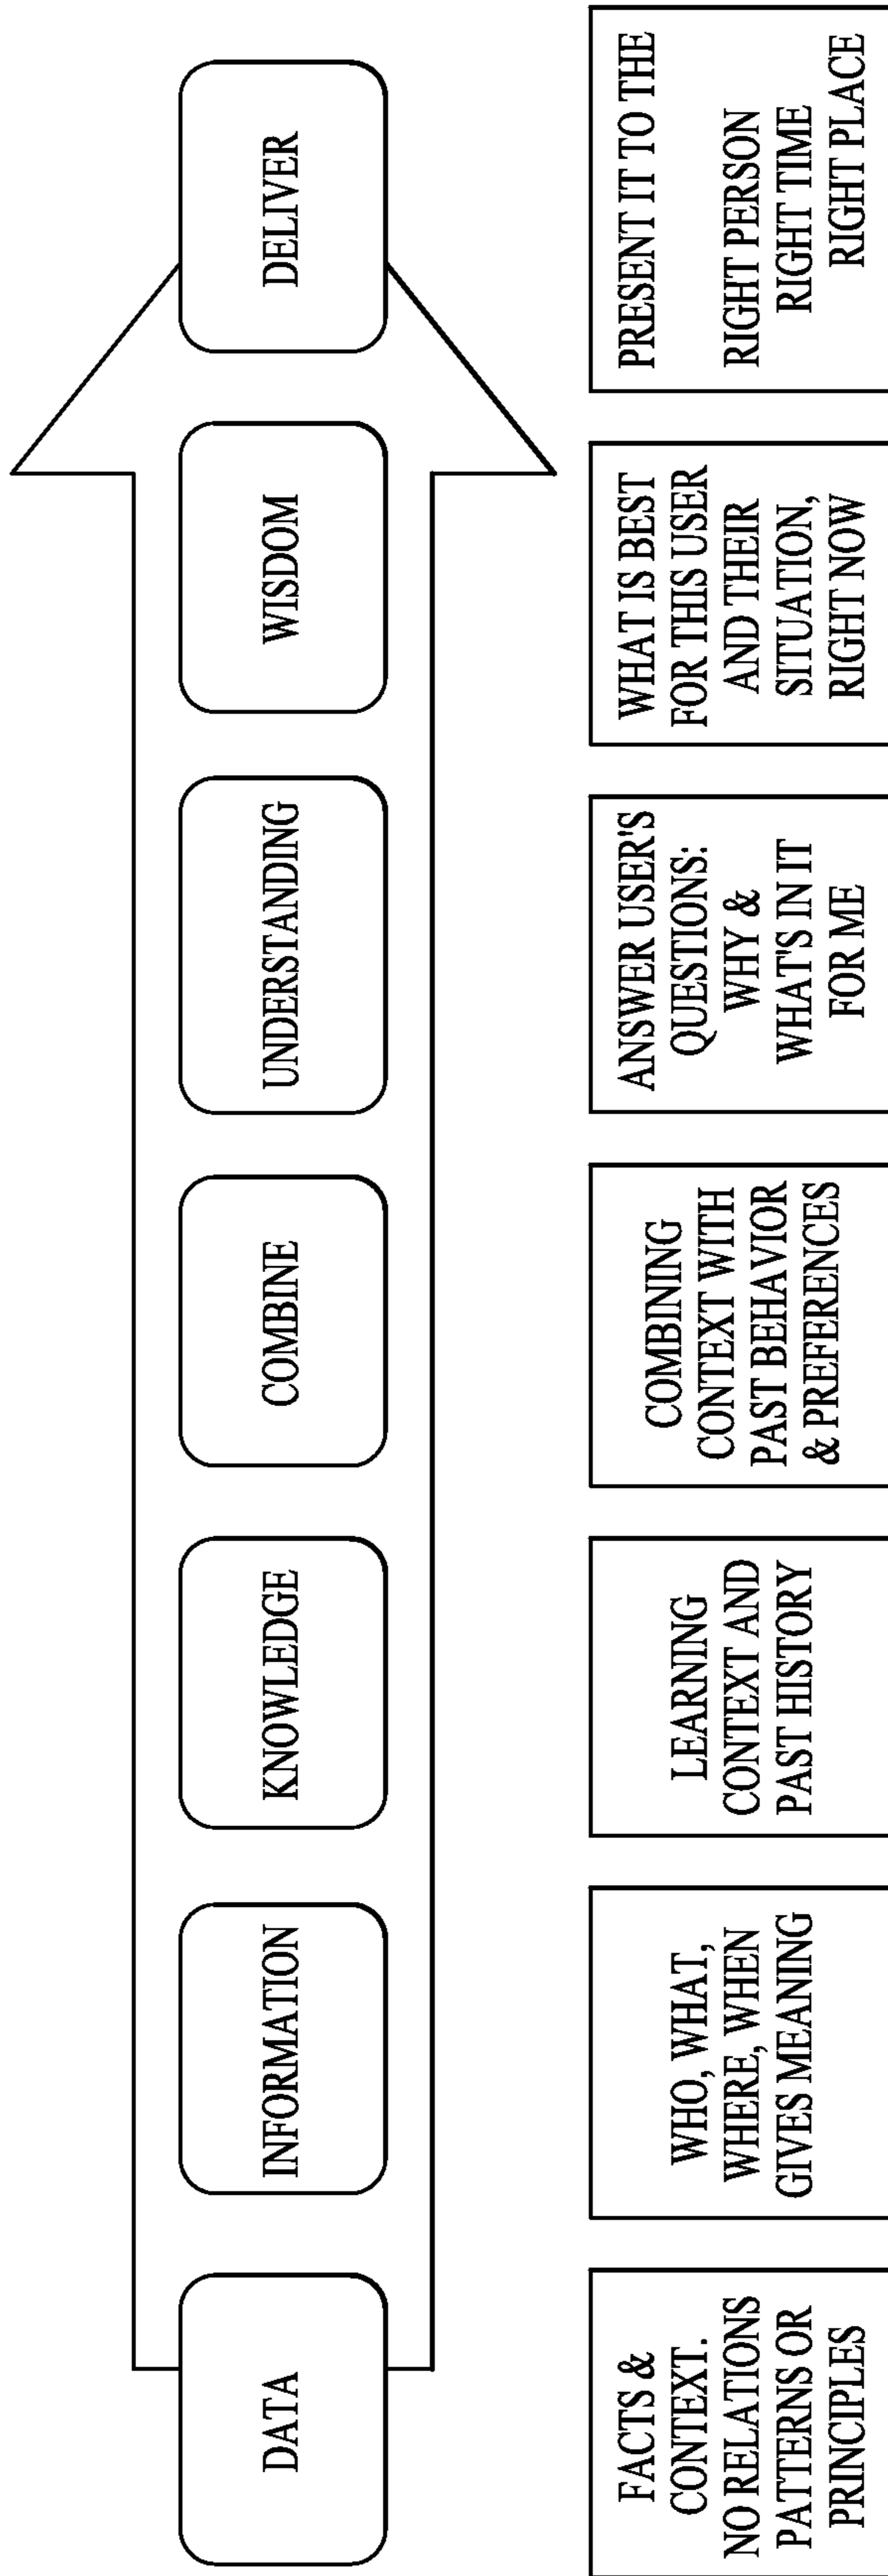 DATA
INFORMATION
KNOWLEDGE
COMBINE
UNDERSTANDING
WISDOM
DELIVER
FACTS &
CONTEXT.
NO RELATIONS
PATTERNS OR
PRINCIPLES
WHO, WHAT,
WHERE, WHEN
GIVES MEANING
LEARNING
CONTEXT AND
PAST HISTORY
COMBINING
CONTEXT WITH
PAST BEHAVIOR
& PREFERENCES
ANSWER USER'S
QUESTIONS:
WHY &
WHAT'S IN IT
FOR ME
WHAT IS BEST
FOR THIS USER
AND THEIR
SITUATION,
RIGHT NOW
PRESENT IT TO THE
RIGHT PERSON
RIGHT TIME
RIGHT PLACE